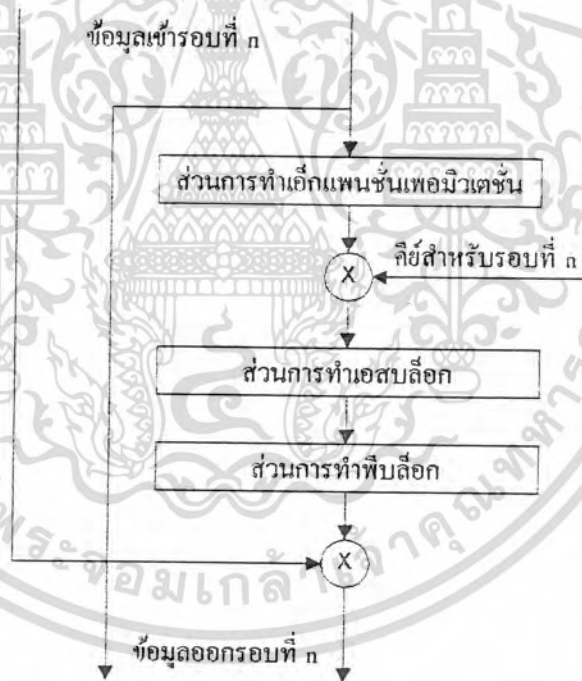 ข้อมูลเข้ารอบที่ n
ส่วนการทำเอ็กแพนชั่นเพอมิวเตชั่น
คีย์สำหรับรอบที่ n
X
ส่วนการทำเอสบล็อก
ส่วนการทำพีบล็อก
X
ข้อมูลออกรอบที่ n